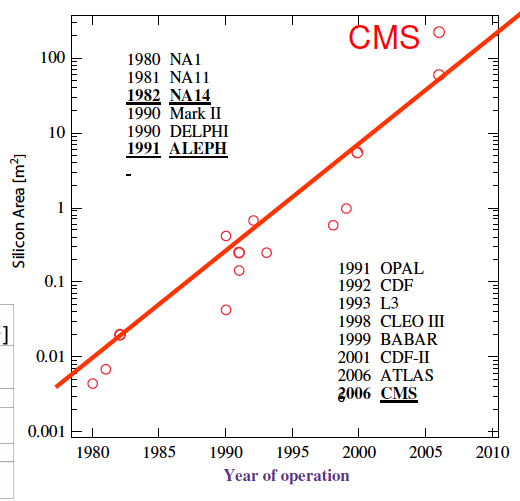 CMS
100
10
1
0.1
0.01
0.001
Silicon Area [m²]
1980 NA1
1981 NA11
1982 NA14
1990 Mark II
1990 DELPHI
1991 ALEPH
-
1991 OPAL
1992 CDF
1993 L3
1998 CLEO III
1999 BABAR
2001 CDF-II
2006 ATLAS
2006 CMS
]
1980 1985 1990 1995 2000 2005 2010
Year of operation